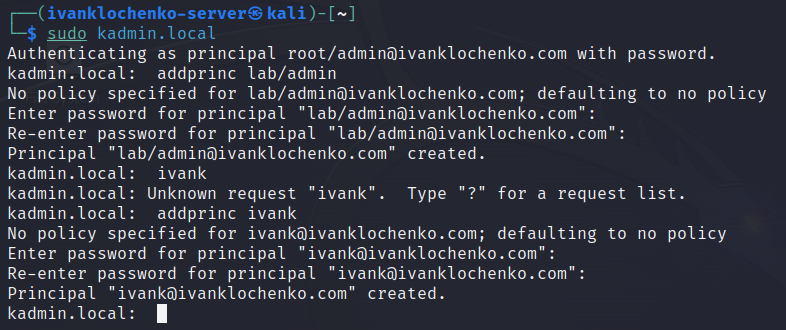 ┌──(ivanklochenko-server㉿kali)-[~]
└─$ sudo kadmin.local
Authenticating as principal root/admin@ivanklochenko.com with password.
kadmin.local:  addprinc lab/admin
No policy specified for lab/admin@ivanklochenko.com; defaulting to no policy
Enter password for principal "lab/admin@ivanklochenko.com":
Re-enter password for principal "lab/admin@ivanklochenko.com":
Principal "lab/admin@ivanklochenko.com" created.
kadmin.local:  ivank
kadmin.local: Unknown request "ivank".  Type "?" for a request list.
kadmin.local:  addprinc ivank
No policy specified for ivank@ivanklochenko.com; defaulting to no policy
Enter password for principal "ivank@ivanklochenko.com":
Re-enter password for principal "ivank@ivanklochenko.com":
Principal "ivank@ivanklochenko.com" created.
kadmin.local: